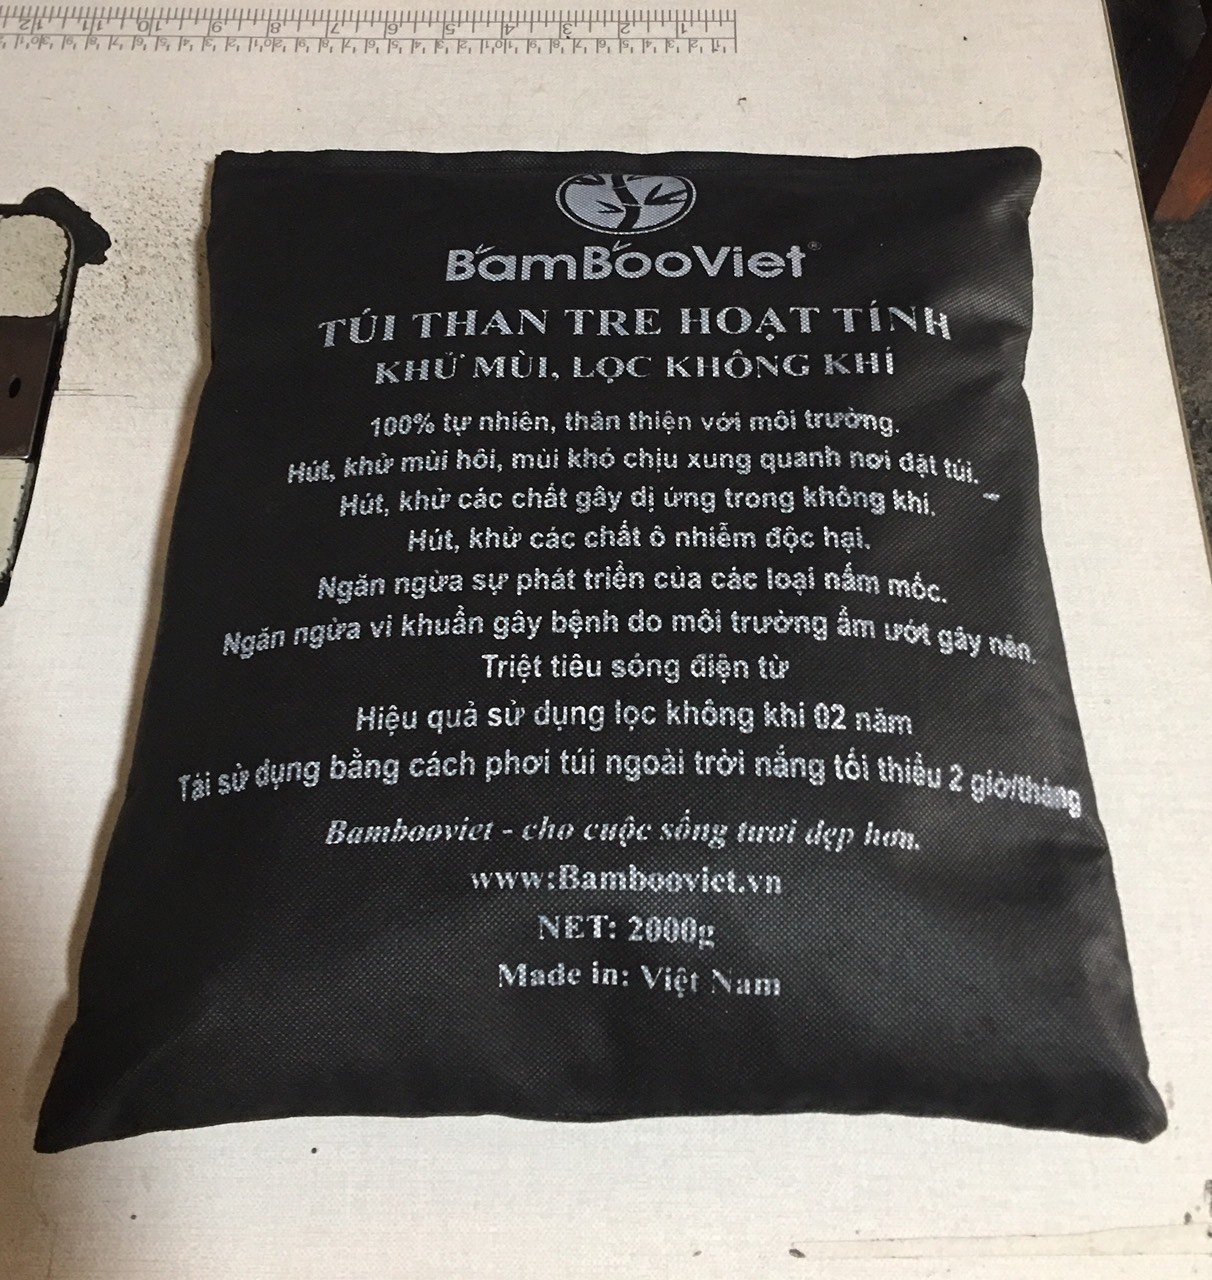 BamBooViet®
TÚI THAN TRE HOẠT TÍNH
KHỬ MÙI, LỌC KHÔNG KHÍ
100% tự nhiên, thân thiện với môi trường.
Hút, khử mùi hôi, mùi khó chịu xung quanh nơi đặt túi.
Hút, khử các chất gây dị ứng trong không khí.
Hút, khử các chất ô nhiễm độc hại.
Ngăn ngừa sự phát triển của các loại nấm mốc.
Ngăn ngừa vi khuẩn gây bệnh do môi trường ẩm ướt gây nên.
Triệt tiêu sóng điện từ
Hiệu quả sử dụng lọc không khí 02 năm
Tái sử dụng bằng cách phơi túi ngoài trời nắng tối thiểu 2 giờ/tháng
Bambooviet - cho cuộc sống tươi đẹp hơn.
www:Bambooviet.vn
NET: 2000g
Made in: Việt Nam